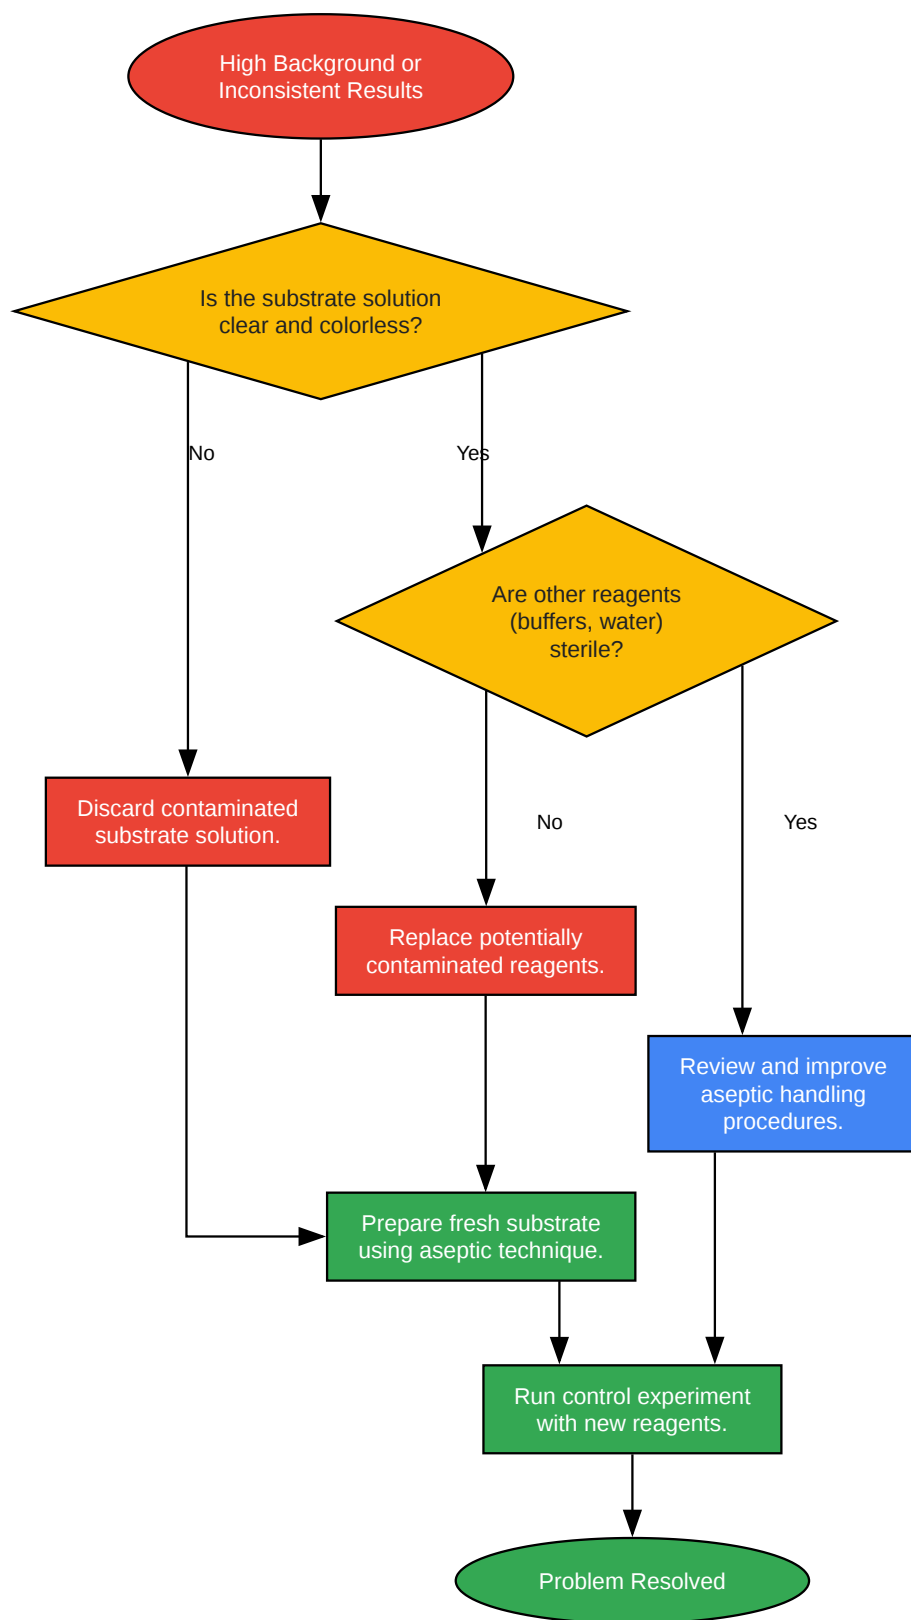 High Background or
Inconsistent Results
Is the substrate solution
clear and colorless?
No
Yes
Are other reagents
(buffers, water)
sterile?
Discard contaminated
substrate solution.
No
Yes
Replace potentially
contaminated reagents.
Review and improve
aseptic handling
procedures.
Prepare fresh substrate
using aseptic technique.
Run control experiment
with new reagents.
Problem Resolved